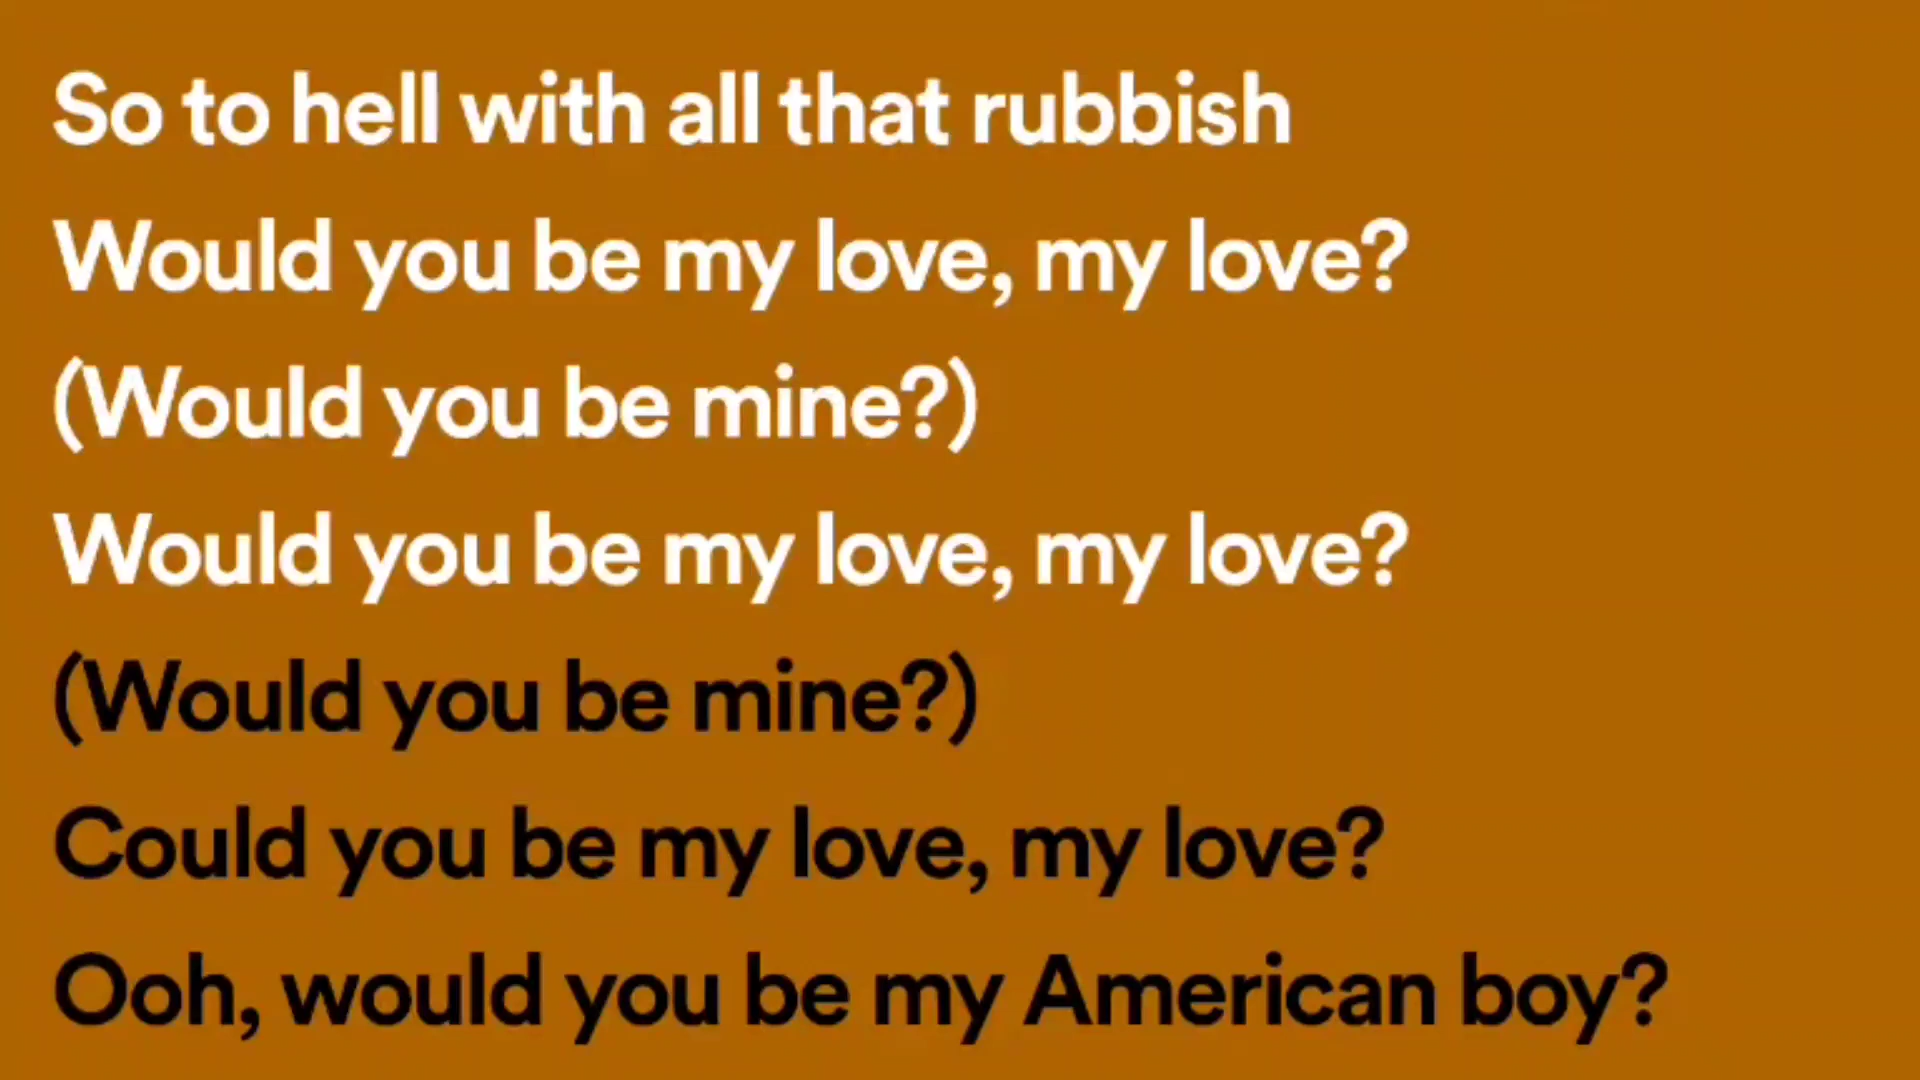 So to hell with all that rubbish
Would you be my love, my love?
(Would you be mine?)
Would you be my love, my love?
(Would you be mine?)
Could you be my love, my love?
Ooh, would you be my American boy?